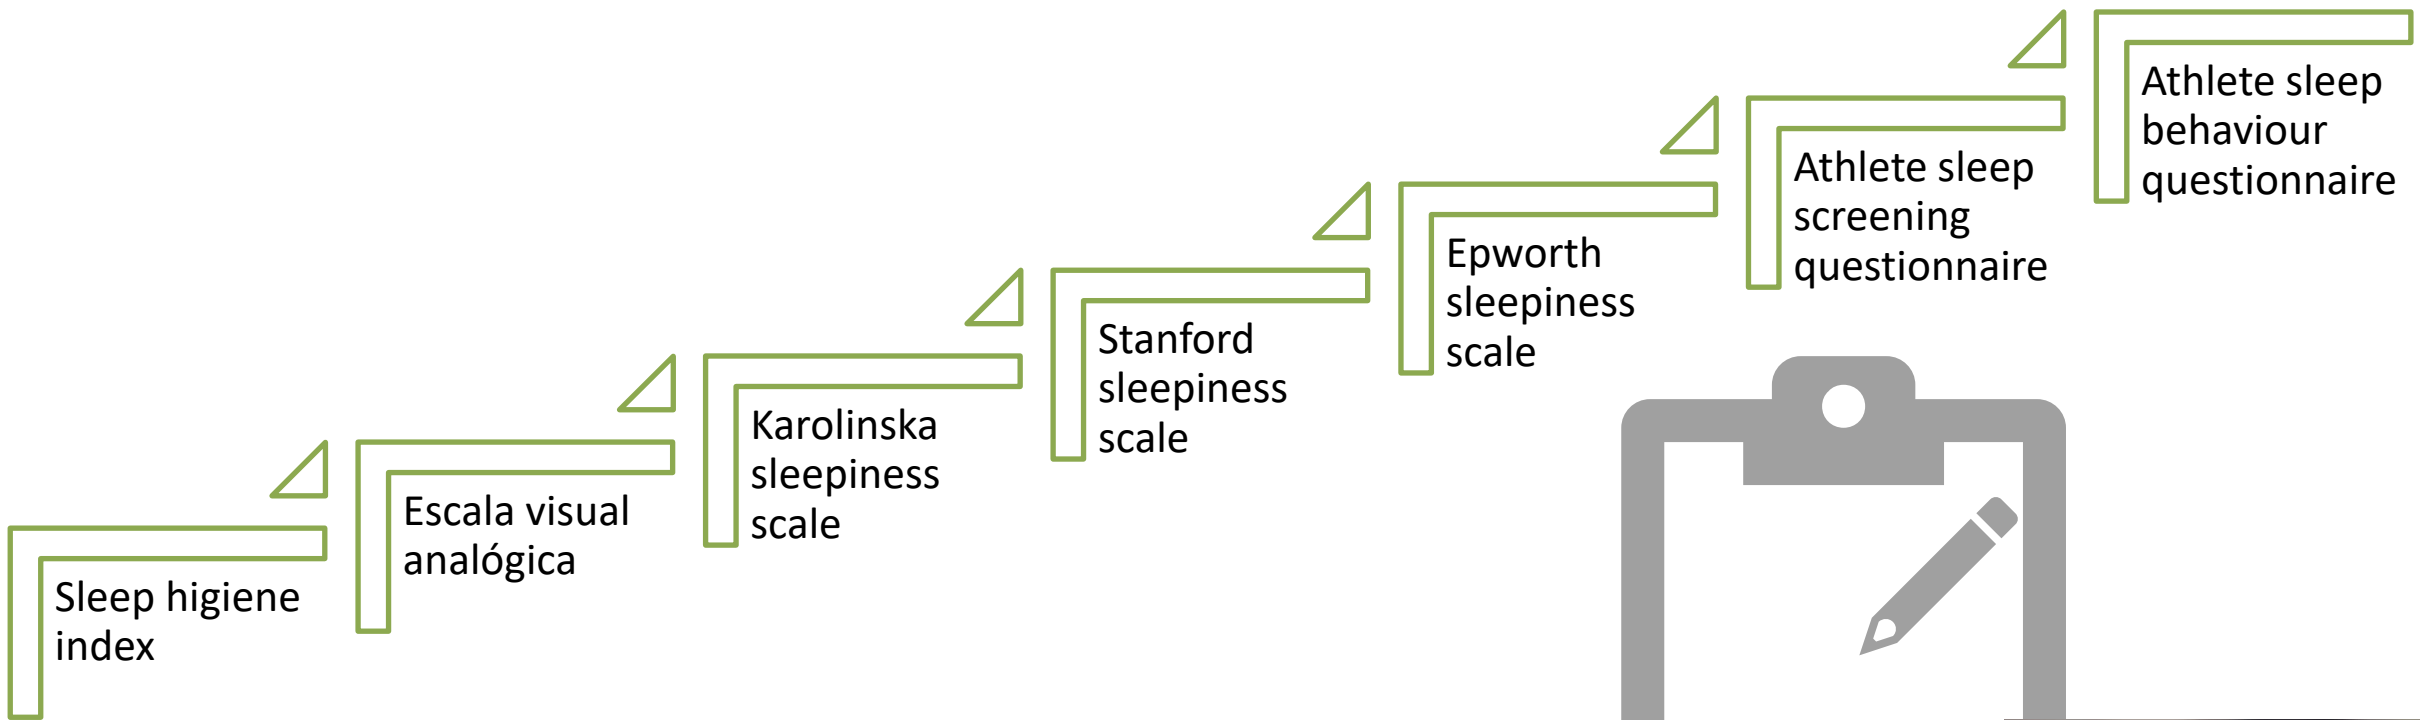 Sleep higiene
index
Escala visual
analógica
Karolinska
sleepiness
scale
Stanford
sleepiness
scale
Epworth
sleepiness
scale
Athlete sleep
screening
questionnaire
Athlete sleep
behaviour
questionnaire